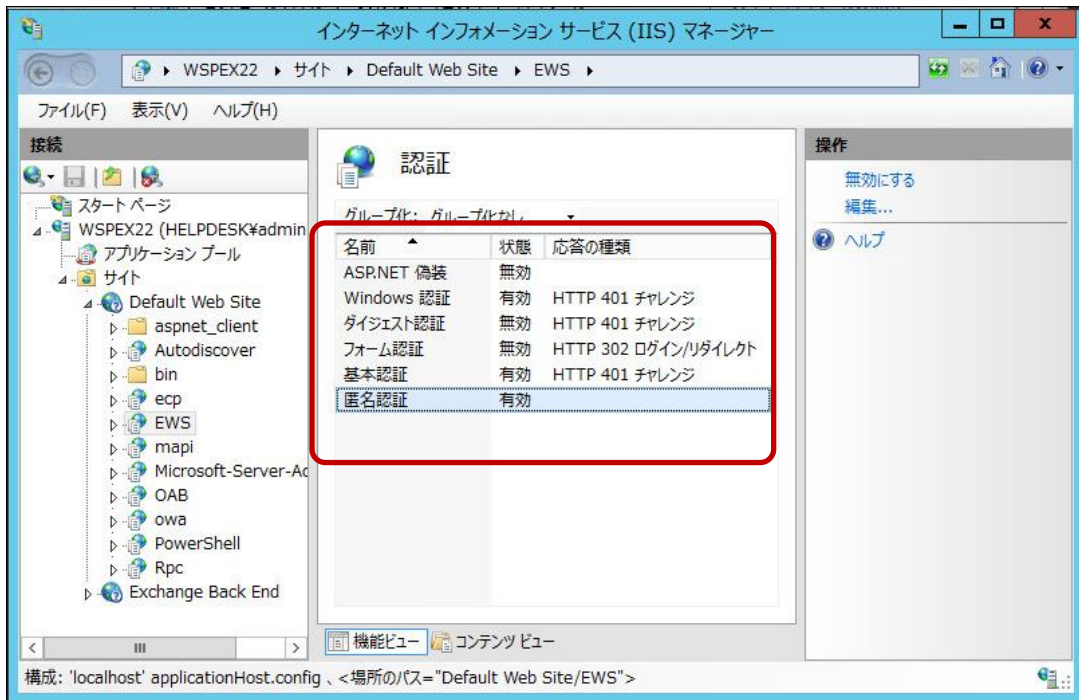 インターネット インフォメーション サービス (IIS) マネージャー
WSPEX22 サイト Default Web Site EWS
ファイル(F) 表示(V) ヘルプ(H)
接続
スタート ページ
WSPEX22 (HELPDESK¥admin
アプリケーション プール
サイト
Default Web Site
aspnet_client
Autodiscover
bin
ecp
EWS
mapi
Microsoft-Server-Ac
OAB
owa
PowerShell
Rpc
Exchange Back End
認証
グループ化: グループ化なし
名前 状態 応答の種類
ASP.NET 偽装 無効
Windows 認証 有効 HTTP 401 チャレンジ
ダイジェスト認証 無効 HTTP 401 チャレンジ
フォーム認証 無効 HTTP 302 ログイン/リダイレクト
基本認証 有効 HTTP 401 チャレンジ
匿名認証 有効
機能ビュー コンテンツ ビュー
操作
無効にする
編集...
ヘルプ
構成: 'localhost' applicationHost.config 、<場所のパス="Default Web Site/EWS">